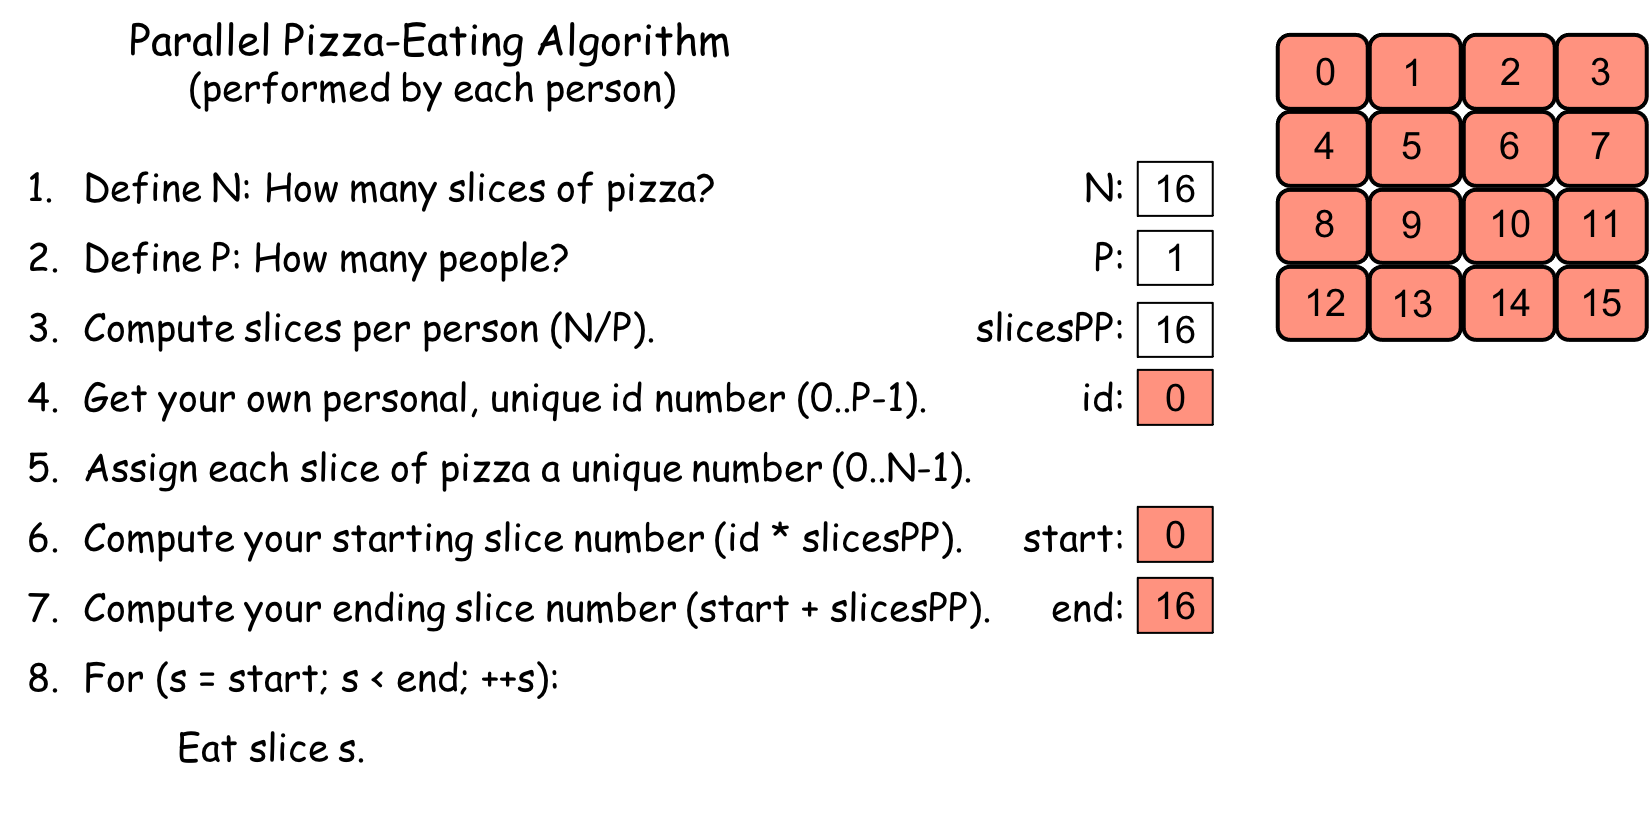 Parallel Pizza-Eating Algorithm
(performed by each person)
1. Define N: How many slices of pizza?
N: 16
2. Define P: How many people?
P: 1
3. Compute slices per person (N/P).
slicesPP: 16
4. Get your own personal, unique id number (0..P-1).
id: 0
5. Assign each slice of pizza a unique number (0..N-1).
6. Compute your starting slice number (id * slicesPP).
start: 0
7. Compute your ending slice number (start + slicesPP).
end: 16
8. For (s = start; s < end; ++s):
Eat slice s.
0 1 2 3
4 5 6 7
8 9 10 11
12 13 14 15